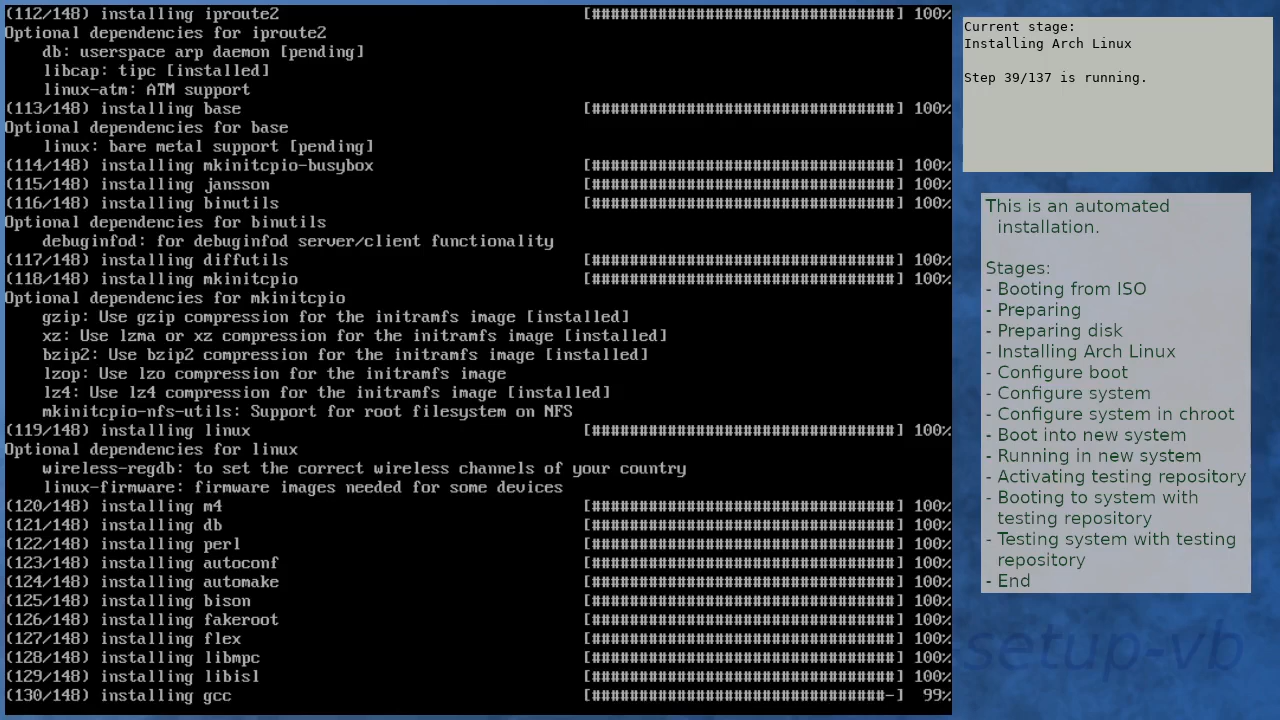 (112/148) installing iproute2 [################################] 100%
Optional dependencies for iproute2
db: userspace arp daemon [pending]
libcap: tipc [installed]
linux-atm: ATM support
(113/148) installing base [################################] 100%
Optional dependencies for base
linux: bare metal support [pending]
(114/148) installing mkinitcpio-busybox [################################] 100%
(115/148) installing jansson [################################] 100%
(116/148) installing binutils [################################] 100%
Optional dependencies for binutils
debuginfod: for debuginfod server/client functionality
(117/148) installing diffutils [################################] 100%
(118/148) installing mkinitcpio [################################] 100%
Optional dependencies for mkinitcpio
gzip: Use gzip compression for the initramfs image [installed]
xz: Use lzma or xz compression for the initramfs image [installed]
bzip2: Use bzip2 compression for the initramfs image [installed]
lzop: Use lzo compression for the initramfs image
lz4: Use lz4 compression for the initramfs image [installed]
mkinitcpio-nfs-utils: Support for root filesystem on NFS
(119/148) installing linux [################################] 100%
Optional dependencies for linux
wireless-regdb: to set the correct wireless channels of your country
linux-firmware: firmware images needed for some devices
(120/148) installing m4 [################################] 100%
(121/148) installing db [################################] 100%
(122/148) installing perl [################################] 100%
(123/148) installing autoconf [################################] 100%
(124/148) installing automake [################################] 100%
(125/148) installing bison [################################] 100%
(126/148) installing fakeroot [################################] 100%
(127/148) installing flex [################################] 100%
(128/148) installing libmpc [################################] 100%
(129/148) installing libisl [################################] 100%
(130/148) installing gcc [###############################-] 99%
Current stage:
Installing Arch Linux
Step 39/137 is running.
This is an automated
installation.
Stages:
- Booting from ISO
- Preparing
- Preparing disk
- Installing Arch Linux
- Configure boot
- Configure system
- Configure system in chroot
- Boot into new system
- Running in new system
- Activating testing repository
- Booting to system with
testing repository
- Testing system with testing
repository
- End
setup-vb